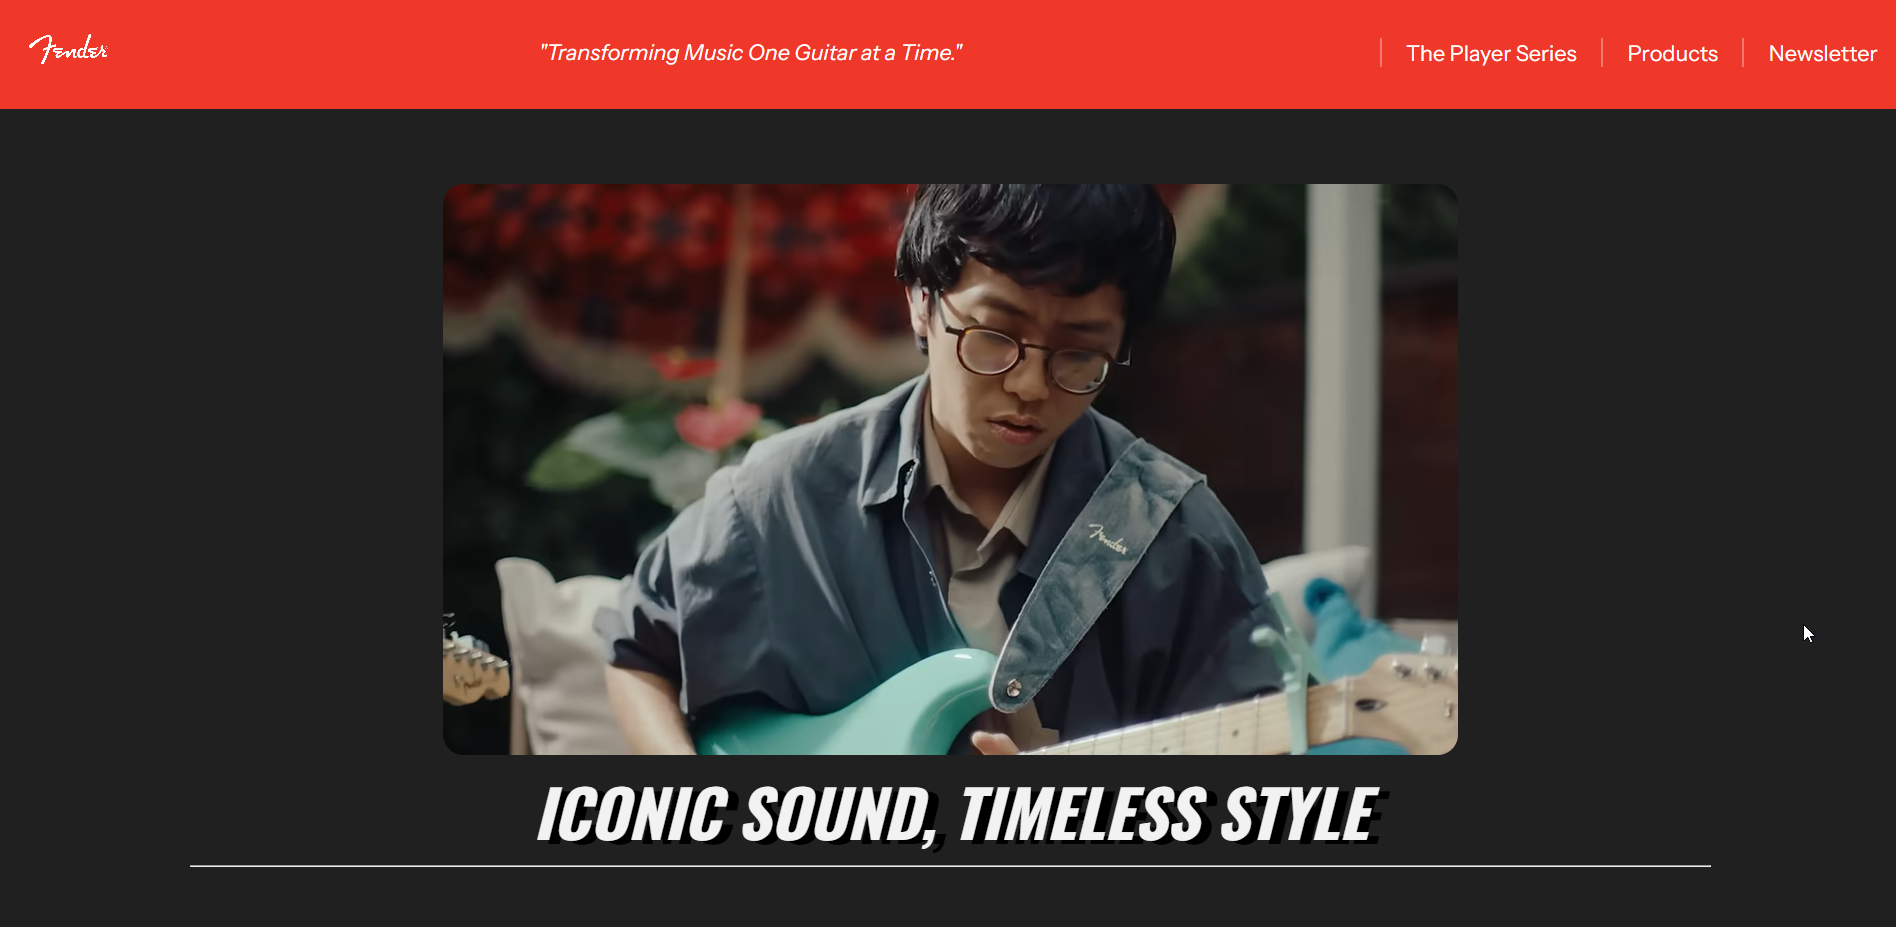 Fender
"Transforming Music One Guitar at a Time."
The Player Series
Products
Newsletter
Fender
ICONIC SOUND, TIMELESS STYLE